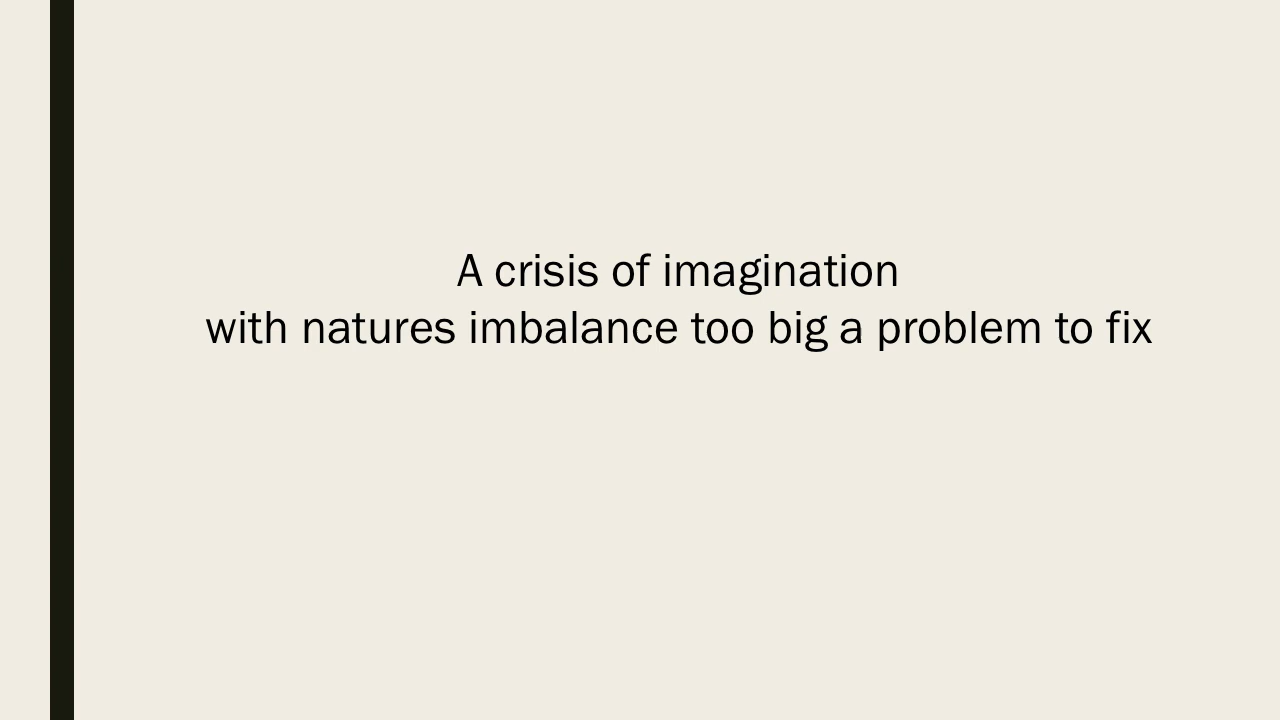 A crisis of imagination
with natures imbalance too big a problem to fix